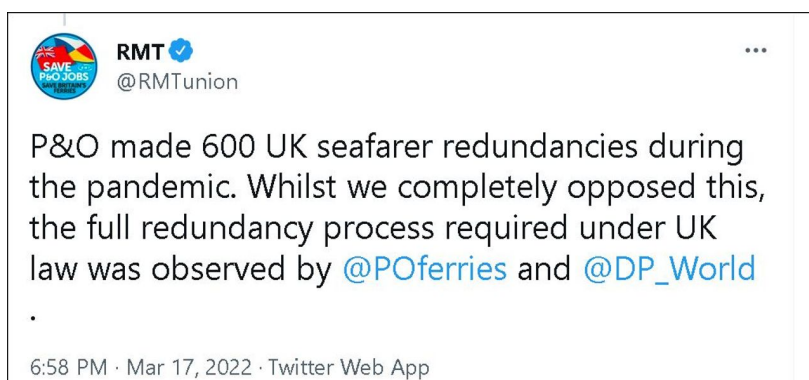 SAVE
P&O JOBS
SAVE BRITAIN'S
FERRIES
RMT
@RMTunion
P&O made 600 UK seafarer redundancies during
the pandemic. Whilst we completely opposed this,
the full redundancy process required under UK
law was observed by @POferries and @DP_World
.
6:58 PM · Mar 17, 2022 · Twitter Web App